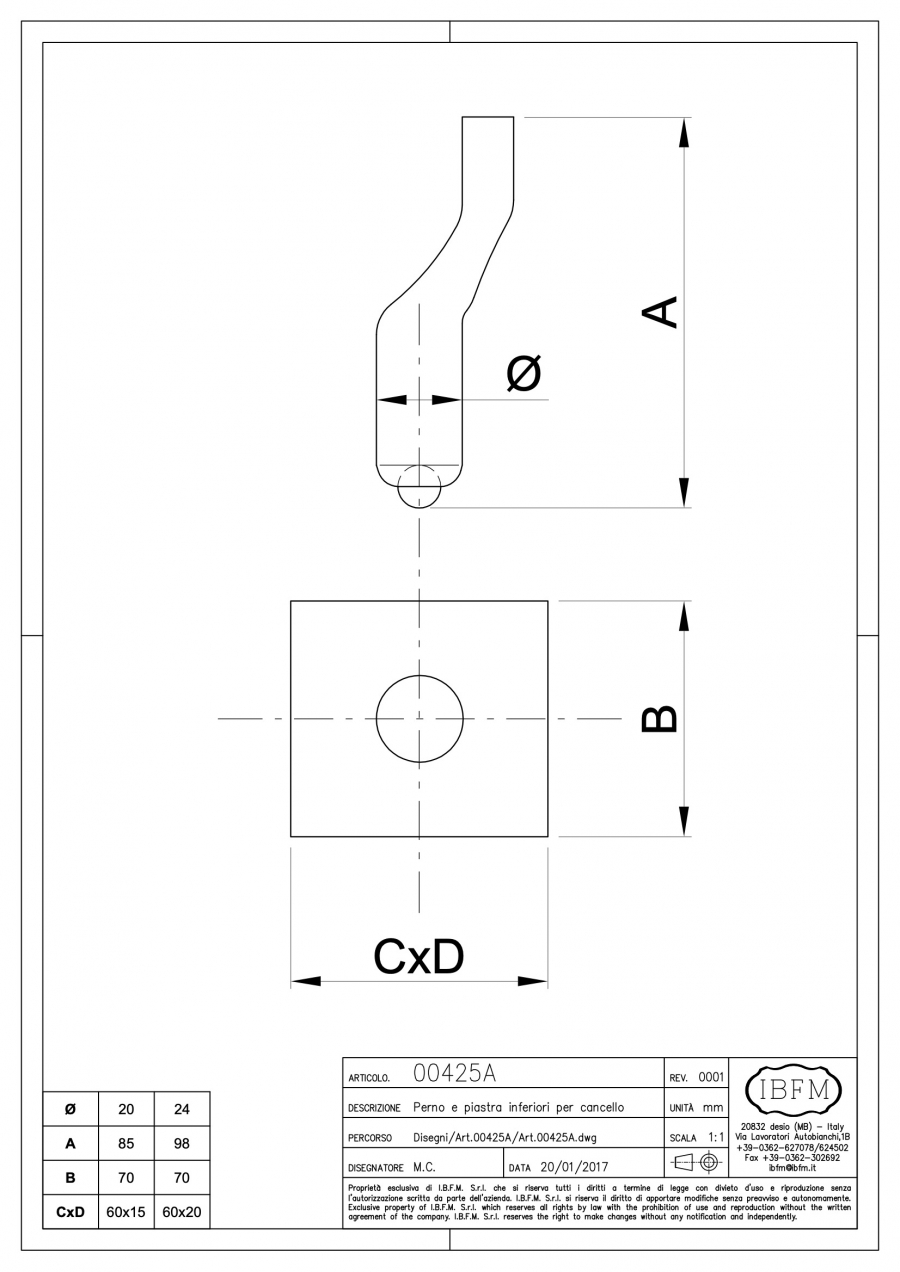 A
Ø
B
CxD
Ø 20 24
A 85 98
B 70 70
CxD 60x15 60x20
ARTICOLO. 00425A
REV. 0001
DESCRIZIONE Perno e piastra inferiori per cancello
UNITÀ mm
PERCORSO Disegni/Art.00425A/Art.00425A.dwg
SCALA 1:1
DISEGNATORE M.C.
DATA 20/01/2017
IBFM
20832 desio (MB) – Italy
Via Lavoratori Autobianchi,1B
+39–0362–627078/624502
Fax +39–0362–302692
ibfm@ibfm.it
Proprietà esclusiva di I.B.F.M. S.r.l. che si riserva tutti i diritti a termine di legge con divieto d'uso e riproduzione senza
l'autorizzazione scritta da parte dell'azienda. I.B.F.M. S.r.l. si riserva il diritto di apportare modifiche senza preavviso e autonomamente.
Exclusive property of I.B.F.M. S.r.l. which reserves all rights by law with the prohibition of use and reproduction without the written
agreement of the company. I.B.F.M. S.r.l. reserves the right to make changes without any notification and independently.